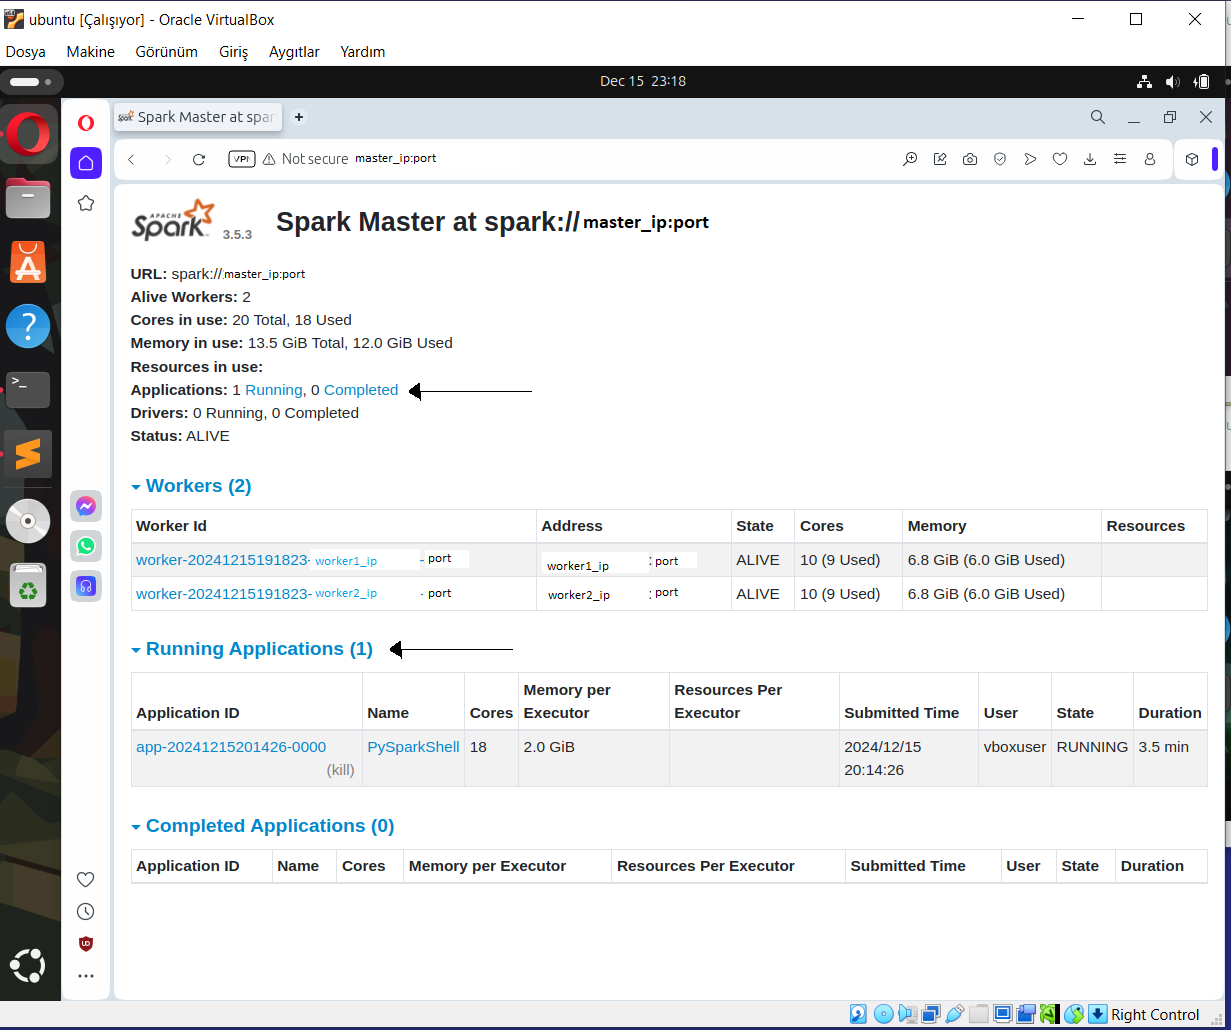 ubuntu [Çalışıyor] - Oracle VirtualBox
Dosya Makine Görünüm Giriş Aygıtlar Yardım
Dec 15 23:18
Spark Master at spar
VPN Not secure master_ip:port
APACHE Spark 3.5.3 Spark Master at spark://master_ip:port
URL: spark://master_ip:port
Alive Workers: 2
Cores in use: 20 Total, 18 Used
Memory in use: 13.5 GiB Total, 12.0 GiB Used
Resources in use:
Applications: 1 Running, 0 Completed
Drivers: 0 Running, 0 Completed
Status: ALIVE
Workers (2)
Worker Id Address State Cores Memory Resources
worker-20241215191823- worker1_ip - port worker1_ip : port ALIVE 10 (9 Used) 6.8 GiB (6.0 GiB Used)
worker-20241215191823- worker2_ip - port worker2_ip : port ALIVE 10 (9 Used) 6.8 GiB (6.0 GiB Used)
Running Applications (1)
Application ID Name Cores Memory per Executor Resources Per Executor Submitted Time User State Duration
app-20241215201426-0000 (kill) PySparkShell 18 2.0 GiB 2024/12/15 20:14:26 vboxuser RUNNING 3.5 min
Completed Applications (0)
Application ID Name Cores Memory per Executor Resources Per Executor Submitted Time User State Duration
Right Control